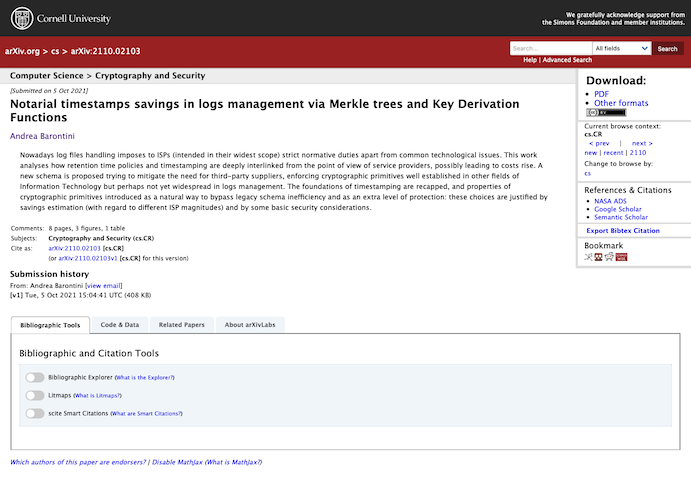 Cornell University
We gratefully acknowledge support from
the Simons Foundation and member institutions.
arXiv.org > cs > arXiv:2110.02103
Search...
All fields
Search
Help | Advanced Search
Computer Science > Cryptography and Security
[Submitted on 5 Oct 2021]
Notarial timestamps savings in logs management via Merkle trees and Key Derivation
Functions
Andrea Barontini
Nowadays log files handling imposes to ISPs (intended in their widest scope) strict normative duties apart from common technological issues. This work
analyses how retention time policies and timestamping are deeply interlinked from the point of view of service providers, possibly leading to costs rise. A
new schema is proposed trying to mitigate the need for third-party suppliers, enforcing cryptographic primitives well established in other fields of
Information Technology but perhaps not yet widespread in logs management. The foundations of timestamping are recapped, and properties of
cryptographic primitives introduced as a natural way to bypass legacy schema inefficiency and as an extra level of protection: these choices are justified by
savings estimation (with regard to different ISP magnitudes) and by some basic security considerations.
Comments: 8 pages, 3 figures, 1 table
Subjects: Cryptography and Security (cs.CR)
Cite as: arXiv:2110.02103 [cs.CR]
(or arXiv:2110.02103v1 [cs.CR] for this version)
Submission history
From: Andrea Barontini [view email]
[v1] Tue, 5 Oct 2021 15:04:41 UTC (408 KB)
Download:
PDF
Other formats
Current browse context:
cs.CR
< prev | next >
new | recent | 2110
Change to browse by:
cs
References & Citations
NASA ADS
Google Scholar
Semantic Scholar
Export Bibtex Citation
Bookmark
Bibliographic Tools
Code & Data
Related Papers
About arXivLabs
Bibliographic and Citation Tools
Bibliographic Explorer (What is the Explorer?)
Litmaps (What is Litmaps?)
scite Smart Citations (What are Smart Citations?)
Which authors of this paper are endorsers? | Disable MathJax (What is MathJax?)